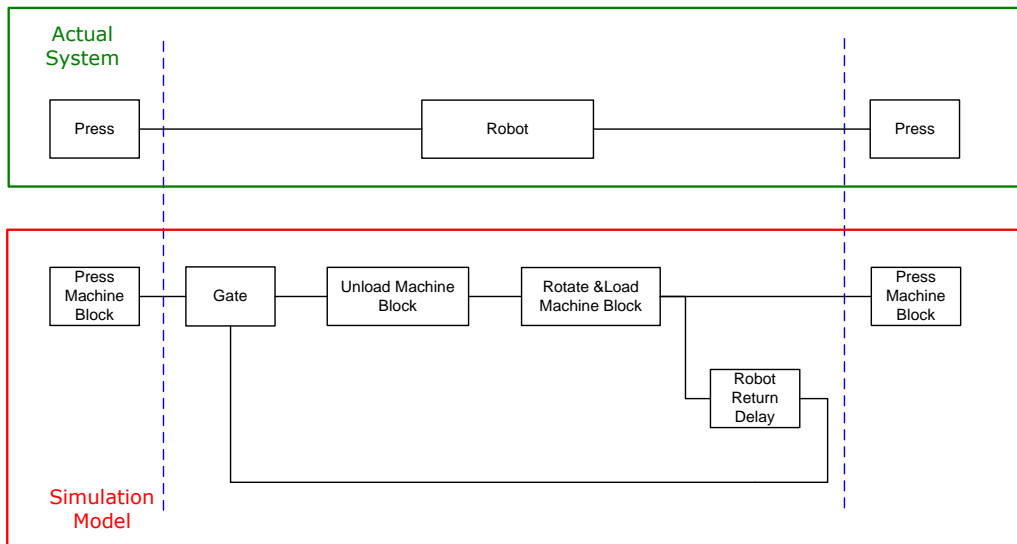 Actual
System
Press
Robot
Press
Press
Machine
Block
Gate
Unload Machine
Block
Rotate &Load
Machine Block
Press
Machine
Block
Robot
Return
Delay
Simulation
Model